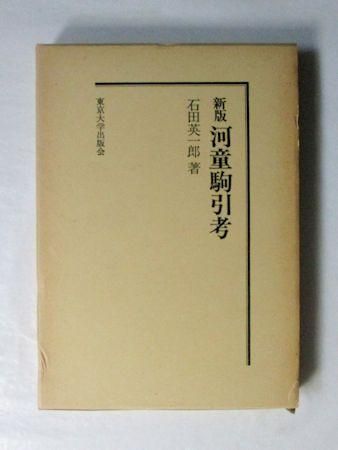 新版 河童駒引考
石田英一郎 著
東京大学出版会